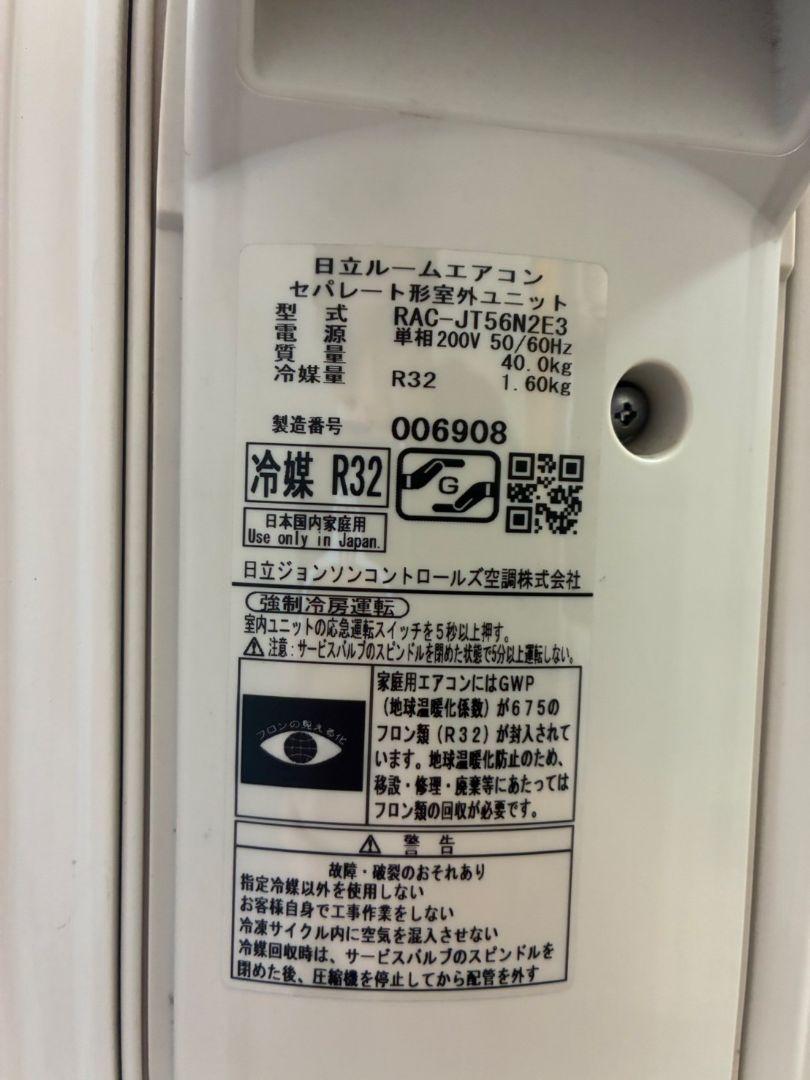 日立ルームエアコン
セパレート形室外ユニット
型 式 RAC-JT56N2E3
電 源 単相200V 50/60Hz
質 量 40.0kg
冷媒量 R32 1.60kg
製造番号 006908
冷媒 R32
G
日本国内家庭用
Use only in Japan.
日立ジョンソンコントロールズ空調株式会社
強制冷房運転
室内ユニットの応急運転スイッチを5秒以上押す。
⚠ 注意:サービスバルブのスピンドルを閉めた状態で5分以上運転しない。
フロンの見える化
家庭用エアコンにはGWP
(地球温暖化係数)が675の
フロン類(R32)が封入されて
います。地球温暖化防止のため、
移設・修理・廃棄等にあたっては
フロン類の回収が必要です。
⚠ 警 告
故障・破裂のおそれあり
指定冷媒以外を使用しない
お客様自身で工事作業をしない
冷凍サイクル内に空気を混入させない
冷媒回収時は、サービスバルブのスピンドルを
閉めた後、圧縮機を停止してから配管を外す